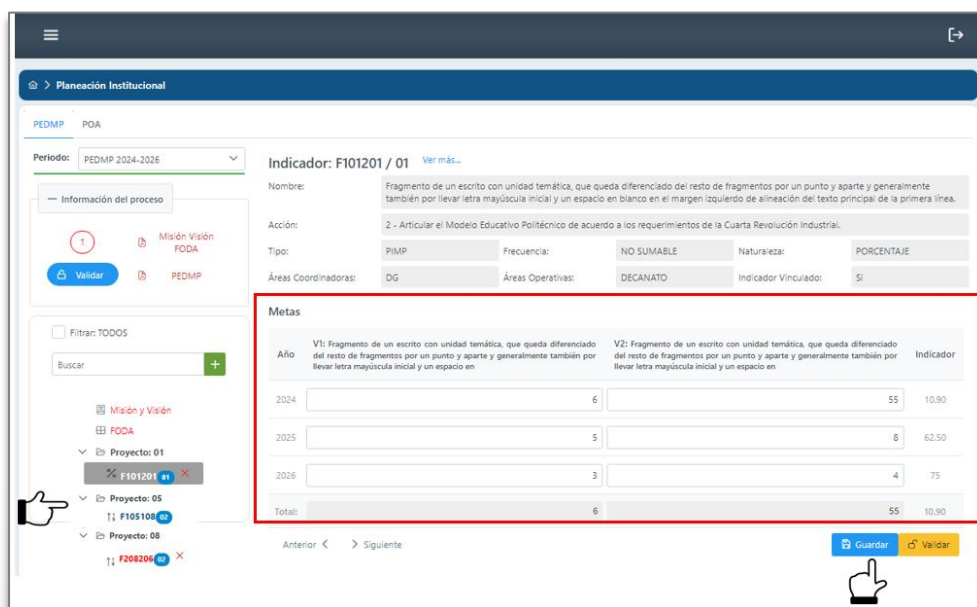 Planeación Institucional
PEDMP POA
Periodo: PEDMP 2024-2026
Información del proceso
1
Misión Visión
FODA
Validar
PEDMP
Filtrar: TODOS
Buscar
+
Misión y Visión
FODA
Proyecto: 01
F101201 01
Proyecto: 05
F105108 02
Proyecto: 08
F208206 02
Indicador: F101201 / 01 Ver más...
Nombre: Fragmento de un escrito con unidad temática, que queda diferenciado del resto de fragmentos por un punto y aparte y generalmente
también por llevar letra mayúscula inicial y un espacio en blanco en el margen izquierdo de alineación del texto principal de la primera línea.
Acción: 2 - Articular el Modelo Educativo Politécnico de acuerdo a los requerimientos de la Cuarta Revolución Industrial.
Tipo: PIMP Frecuencia: NO SUMABLE Naturaleza: PORCENTAJE
Áreas Coordinadoras: DG Áreas Operativas: DECANATO Indicador Vinculado: SI
Metas
Año
V1: Fragmento de un escrito con unidad temática, que queda diferenciado
del resto de fragmentos por un punto y aparte y generalmente también por
llevar letra mayúscula inicial y un espacio en
V2: Fragmento de un escrito con unidad temática, que queda diferenciado
del resto de fragmentos por un punto y aparte y generalmente también por
llevar letra mayúscula inicial y un espacio en
Indicador
2024 6 55 10.90
2025 5 8 62.50
2026 3 4 75
Total: 6 55 10.90
Anterior Siguiente
Guardar Validar